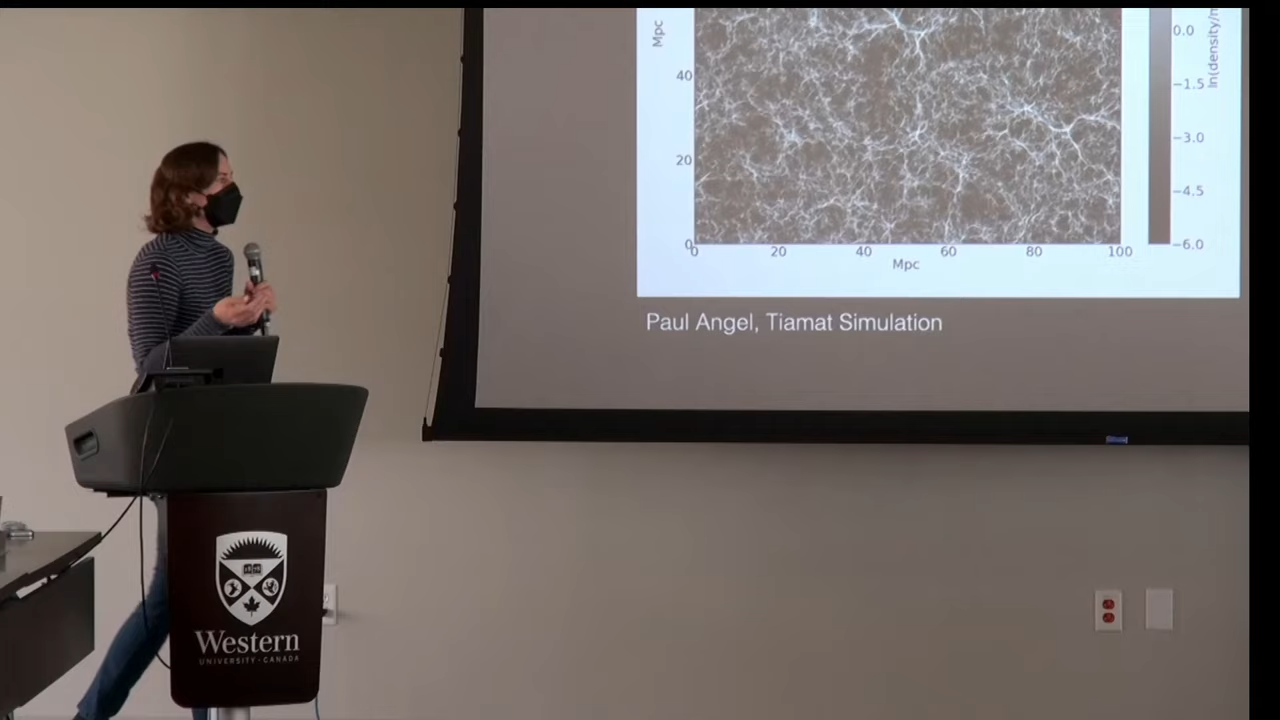 Mpc
40
20
0
0 20 40 60 80 100
Mpc
0.0
−1.5
−3.0
−4.5
−6.0
Paul Angel, Tiamat Simulation
Western
UNIVERSITY · CANADA